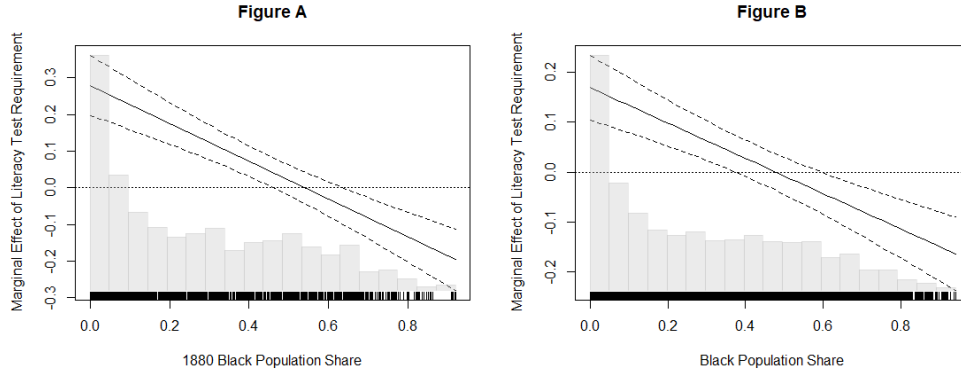 Figure A
Marginal Effect of Literacy Test Requirement
0.3
0.2
0.1
0.0
-0.1
-0.2
-0.3
0.0 0.2 0.4 0.6 0.8
1880 Black Population Share
Figure B
Marginal Effect of Literacy Test Requirement
0.2
0.1
0.0
-0.2
0.0 0.2 0.4 0.6 0.8
Black Population Share